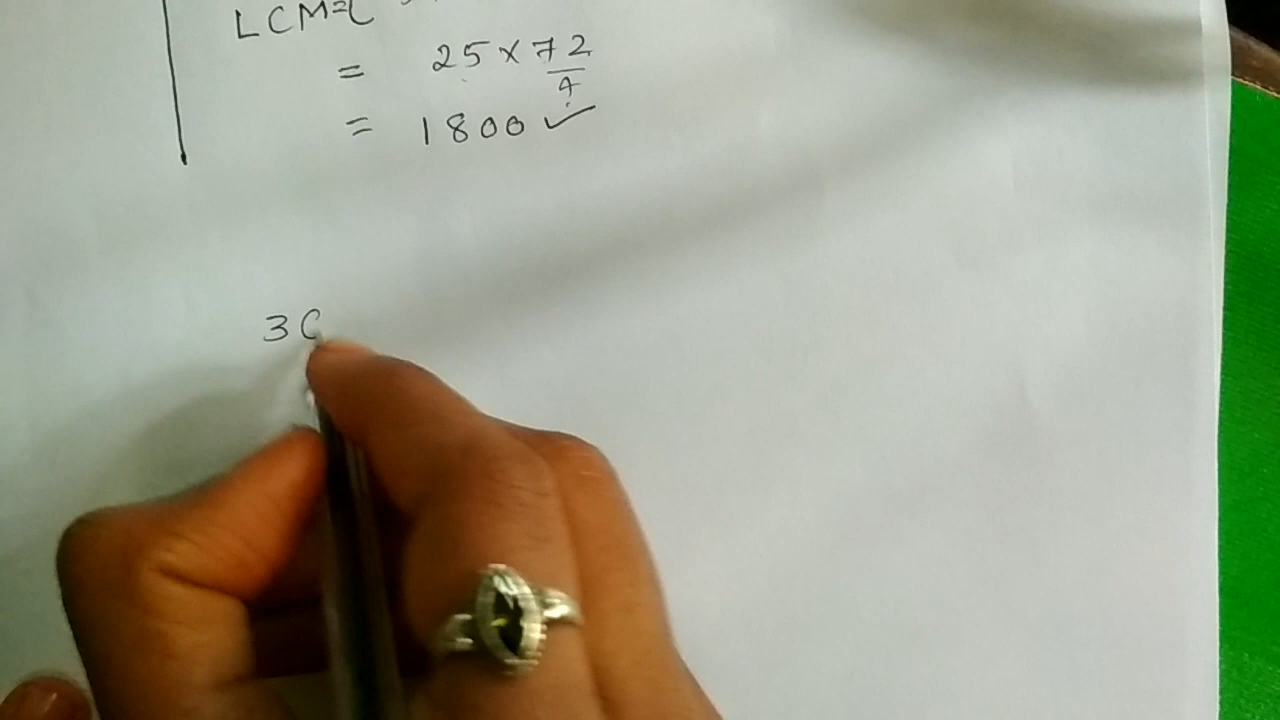 LCM=C
= 25 × 72
4
= 1800 ✓
3